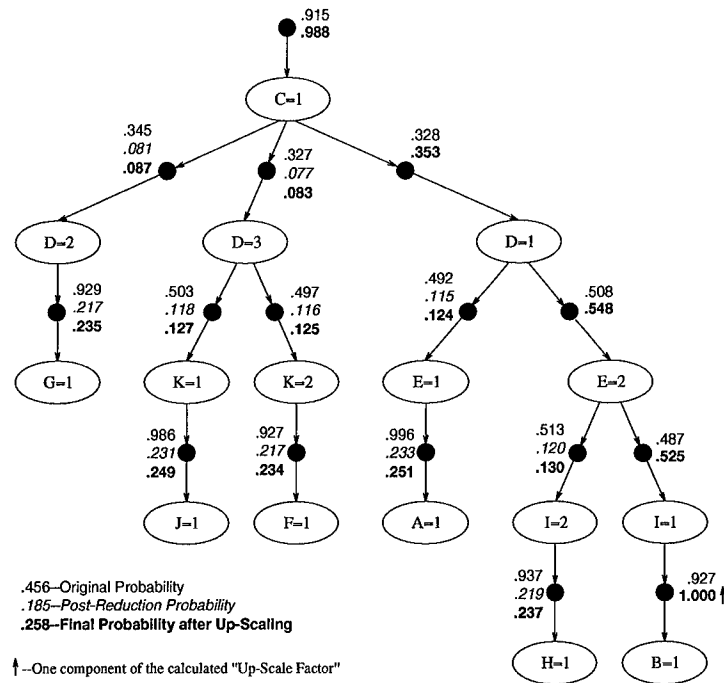 .915
.988
C=1
.345
.081
.087
.327
.077
.083
.328
.353
D=2
D=3
D=1
.929
.217
.235
.503
.118
.127
.497
.116
.125
.492
.115
.124
.508
.548
G=1
K=1
K=2
E=1
E=2
.986
.231
.249
.927
.217
.234
.996
.233
.251
.513
.120
.130
.487
.525
J=1
F=1
A=1
I=2
I=1
.937
.219
.237
.927
1.000
H=1
B=1
.456--Original Probability
.185--Post-Reduction Probability
.258--Final Probability after Up-Scaling
--One component of the calculated "Up-Scale Factor"